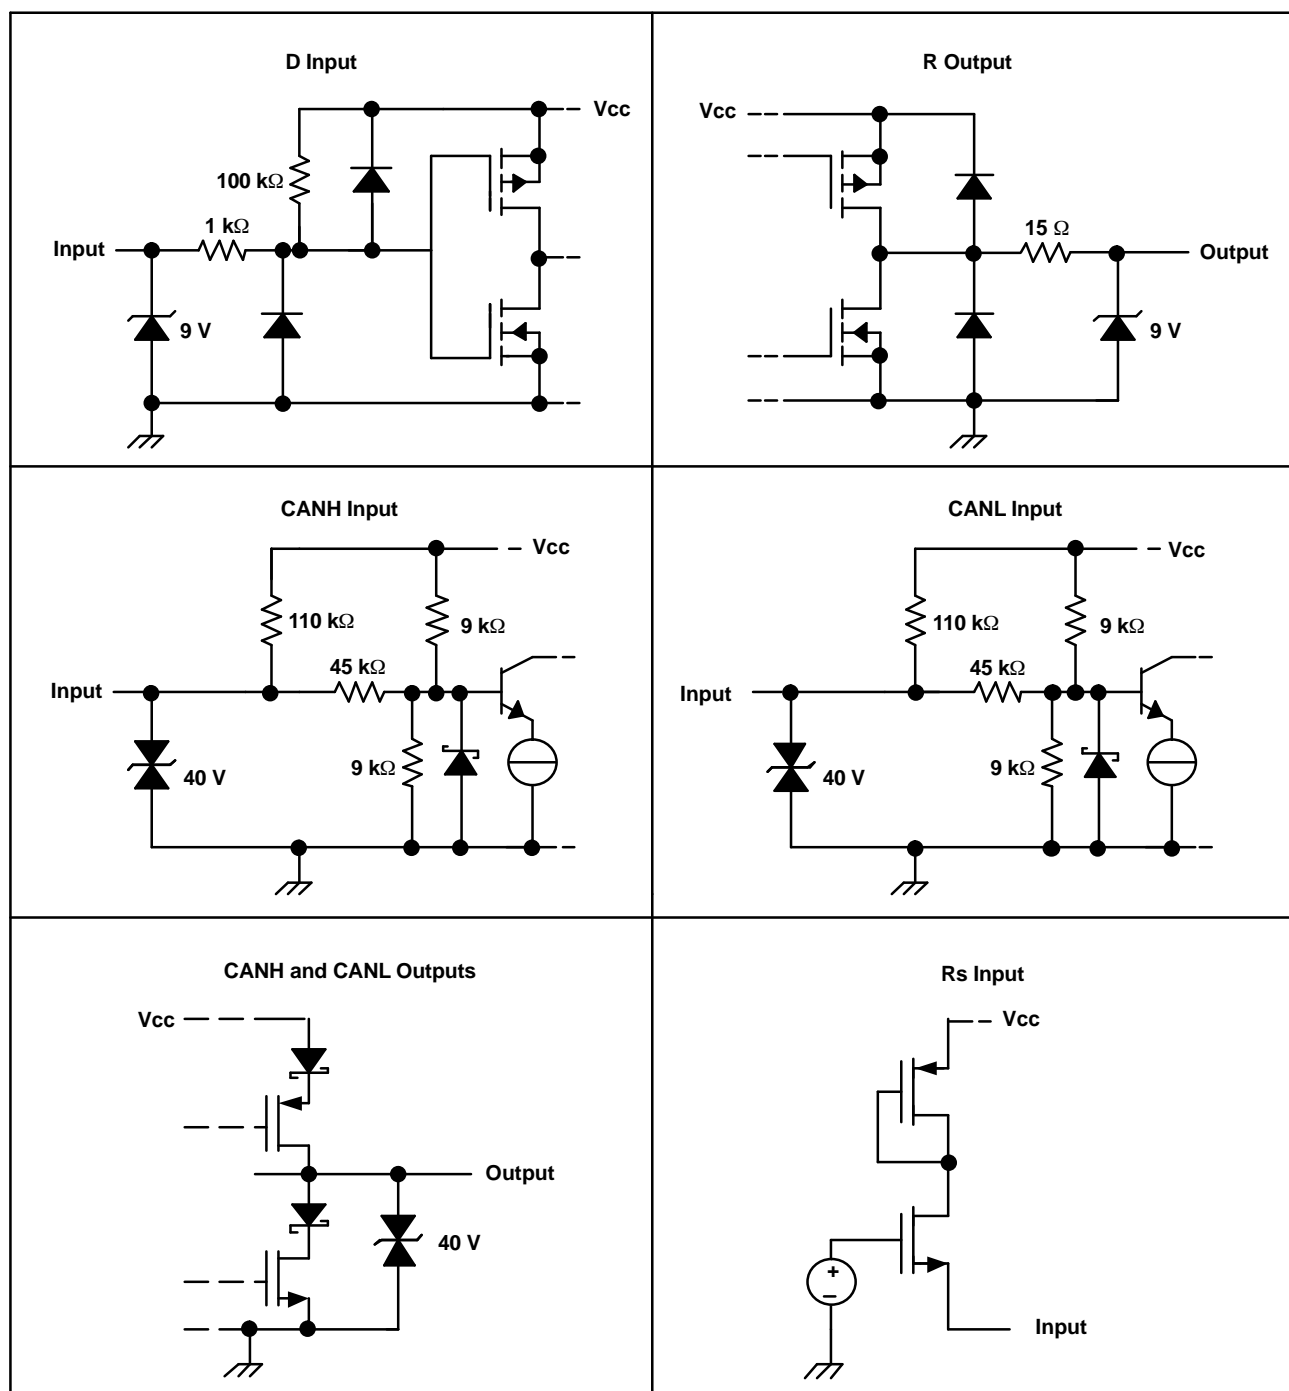 D Input
Vcc
100 kΩ
1 kΩ
Input
9 V
R Output
Vcc
15 Ω
Output
9 V
CANH Input
Vcc
110 kΩ
9 kΩ
45 kΩ
Input
9 kΩ
40 V
CANL Input
Vcc
110 kΩ
9 kΩ
45 kΩ
Input
9 kΩ
40 V
CANH and CANL Outputs
Vcc
Output
40 V
Rs Input
Vcc
+
−
Input